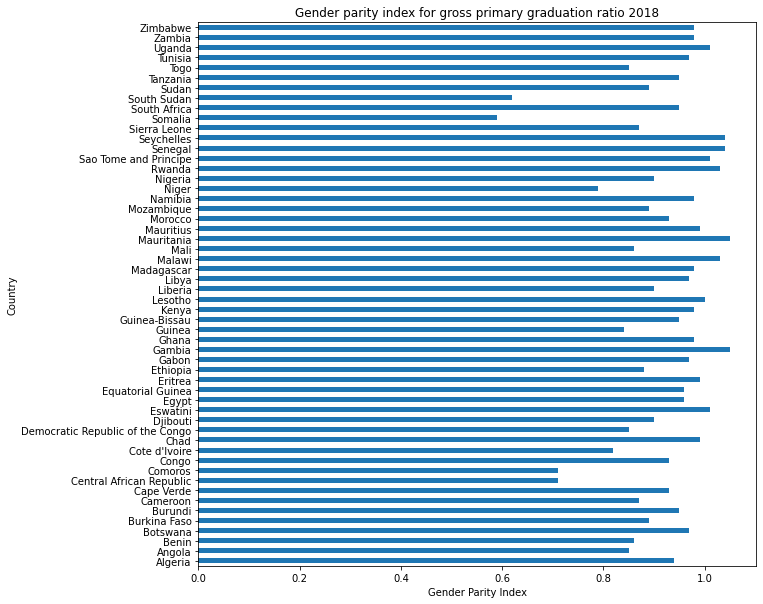 Gender parity index for gross primary graduation ratio 2018
Zimbabwe
Zambia
Uganda
Tunisia
Togo
Tanzania
Sudan
South Sudan
South Africa
Somalia
Sierra Leone
Seychelles
Senegal
Sao Tome and Principe
Rwanda
Nigeria
Niger
Namibia
Mozambique
Morocco
Mauritius
Mauritania
Mali
Malawi
Madagascar
Libya
Liberia
Lesotho
Kenya
Guinea-Bissau
Guinea
Ghana
Gambia
Gabon
Ethiopia
Eritrea
Equatorial Guinea
Egypt
Eswatini
Djibouti
Democratic Republic of the Congo
Chad
Cote d'Ivoire
Congo
Comoros
Central African Republic
Cape Verde
Cameroon
Burundi
Burkina Faso
Botswana
Benin
Angola
Algeria
Country
0.0 0.2 0.4 0.6 0.8 1.0
Gender Parity Index